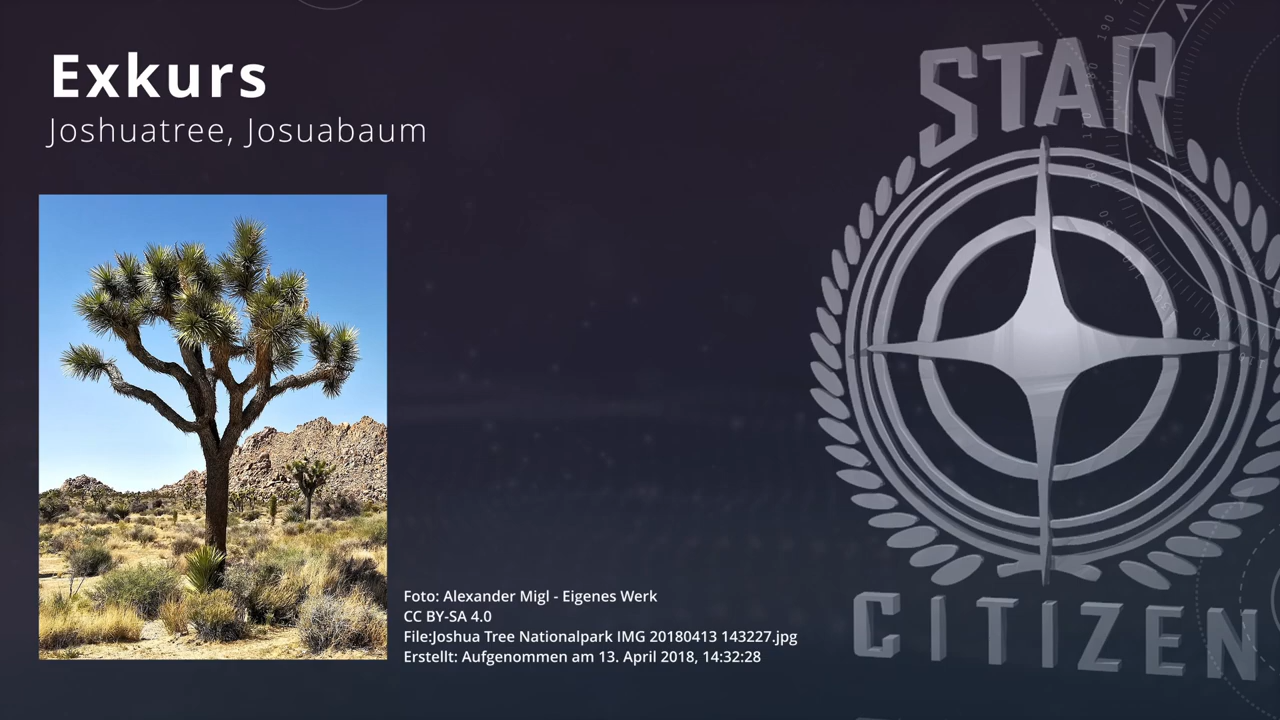 Exkurs
Joshuatree, Josuabaum
STAR
CITIZEN
Foto: Alexander Migl - Eigenes Werk
CC BY-SA 4.0
File:Joshua Tree Nationalpark IMG 20180413 143227.jpg
Erstellt: Aufgenommen am 13. April 2018, 14:32:28